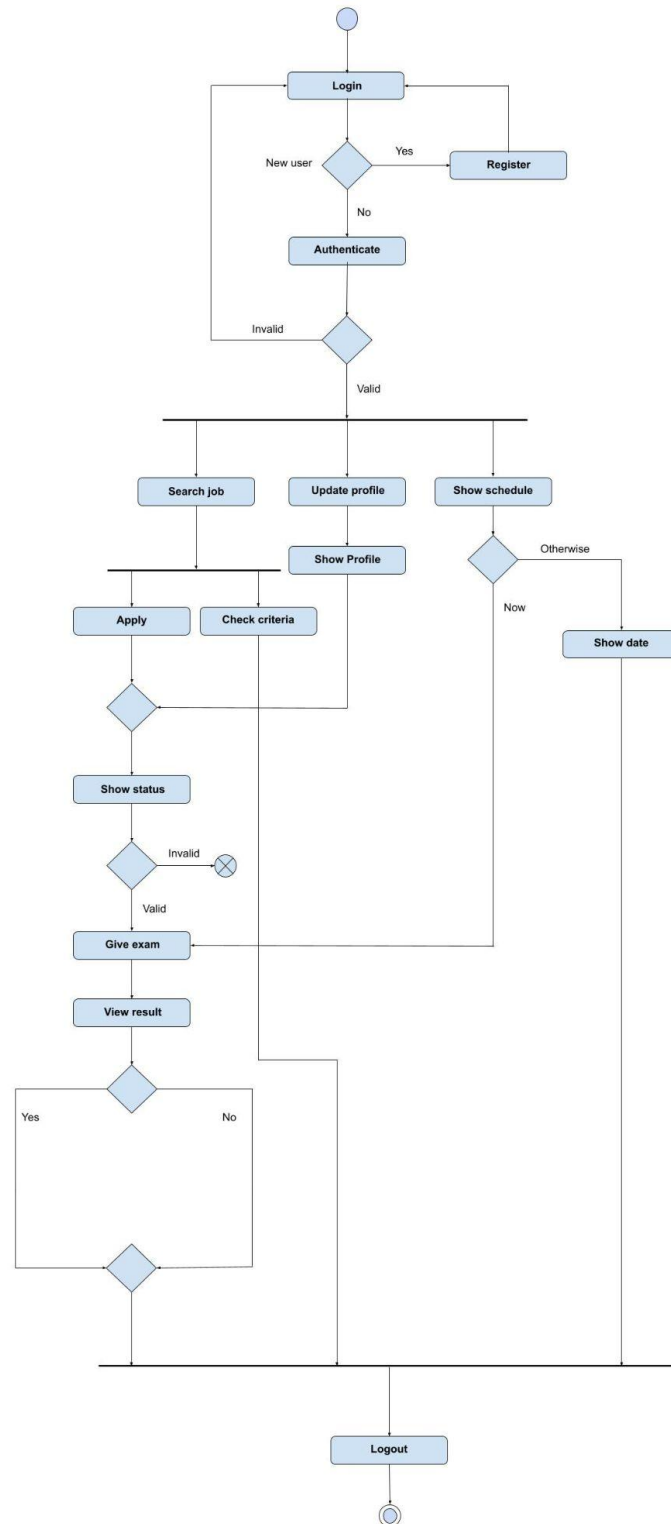 Login
New user
Yes
Register
No
Authenticate
Invalid
Valid
Search job
Update profile
Show schedule
Otherwise
Show Profile
Now
Apply
Check criteria
Show date
Show status
Invalid
Valid
Give exam
View result
Yes
No
Logout